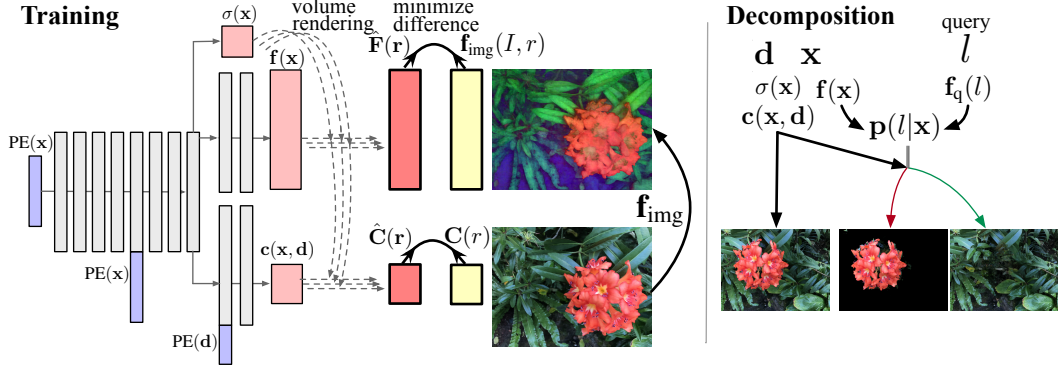 Training
σ(x)
volume rendering
minimize difference
F̂(r)
f_img(I, r)
f(x)
PE(x)
PE(x)
PE(d)
c(x, d)
Ĉ(r)
C(r)
f_img
Decomposition
query
d x
l
σ(x)
f(x)
f_q(l)
c(x, d)
p(l|x)